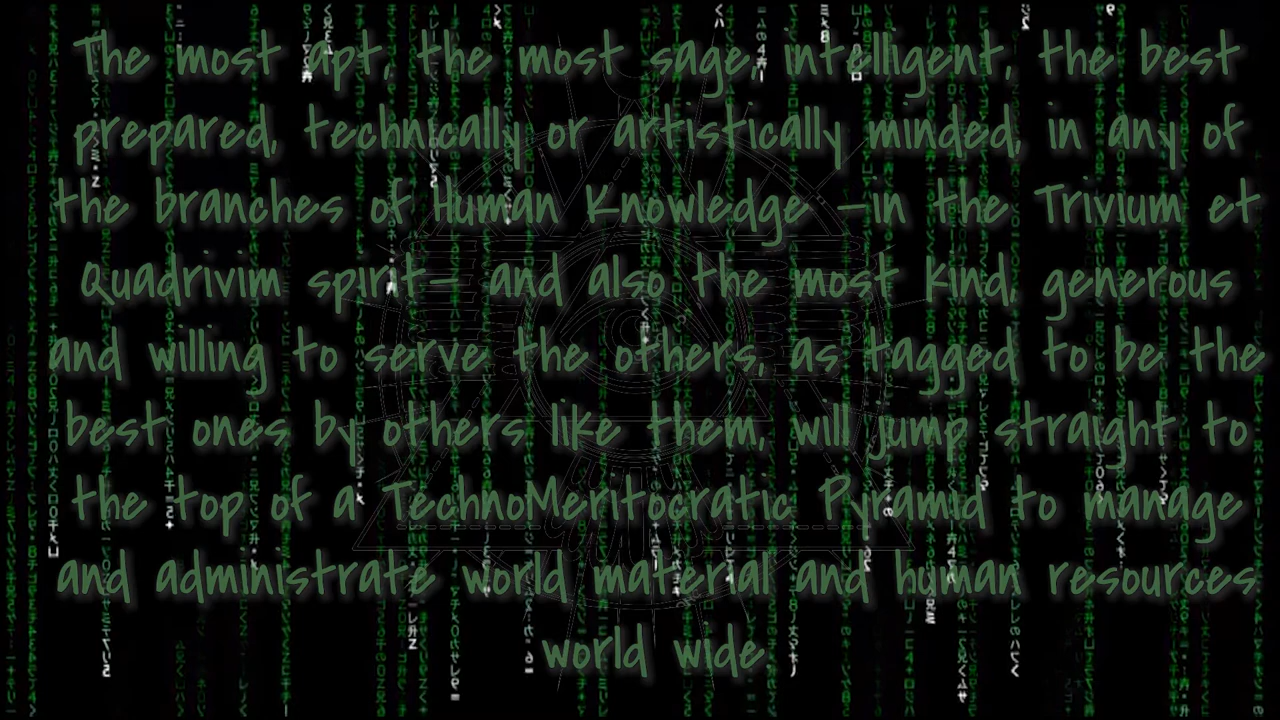 The most apt, the most sage, intelligent, the best
prepared, technically or artistically minded, in any of
the branches of Human Knowledge -in the Trivium et
Quadrivim spirit- and also the most kind, generous
and willing to serve the others, as tagged to be the
best ones by others like them, will jump straight to
the top of a TechnoMeritocratic Pyramid to manage
and administrate world material and human resources
world wide.